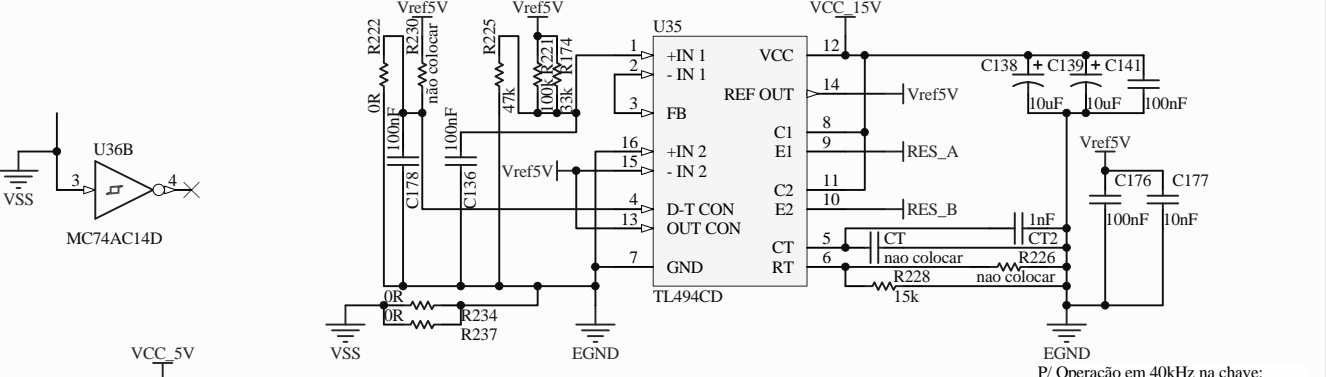 Vref5V
Vref5V
VCC_15V
R222
R230
não colocar
R225
R221
R174
U35
1
+IN 1
VCC
12
2
- IN 1
C138
+
C139
+
C141
0R
47k
100k
33k
14
REF OUT
Vref5V
10uF
10uF
100nF
3
FB
100nF
100nF
C1
8
U36B
16
+IN 2
E1
9
RES_A
Vref5V
15
- IN 2
Vref5V
3
4
VSS
C178
C136
C2
11
C176
C177
4
D-T CON
E2
10
RES_B
100nF
10nF
13
OUT CON
1nF
MC74AC14D
CT
5
CT
CT2
nao colocar
7
GND
RT
6
R226
nao colocar
R228
TL494CD
15k
0R
0R
R234
R237
VSS
EGND
EGND
VCC_5V
P/ Operação em 40kHz na chave: